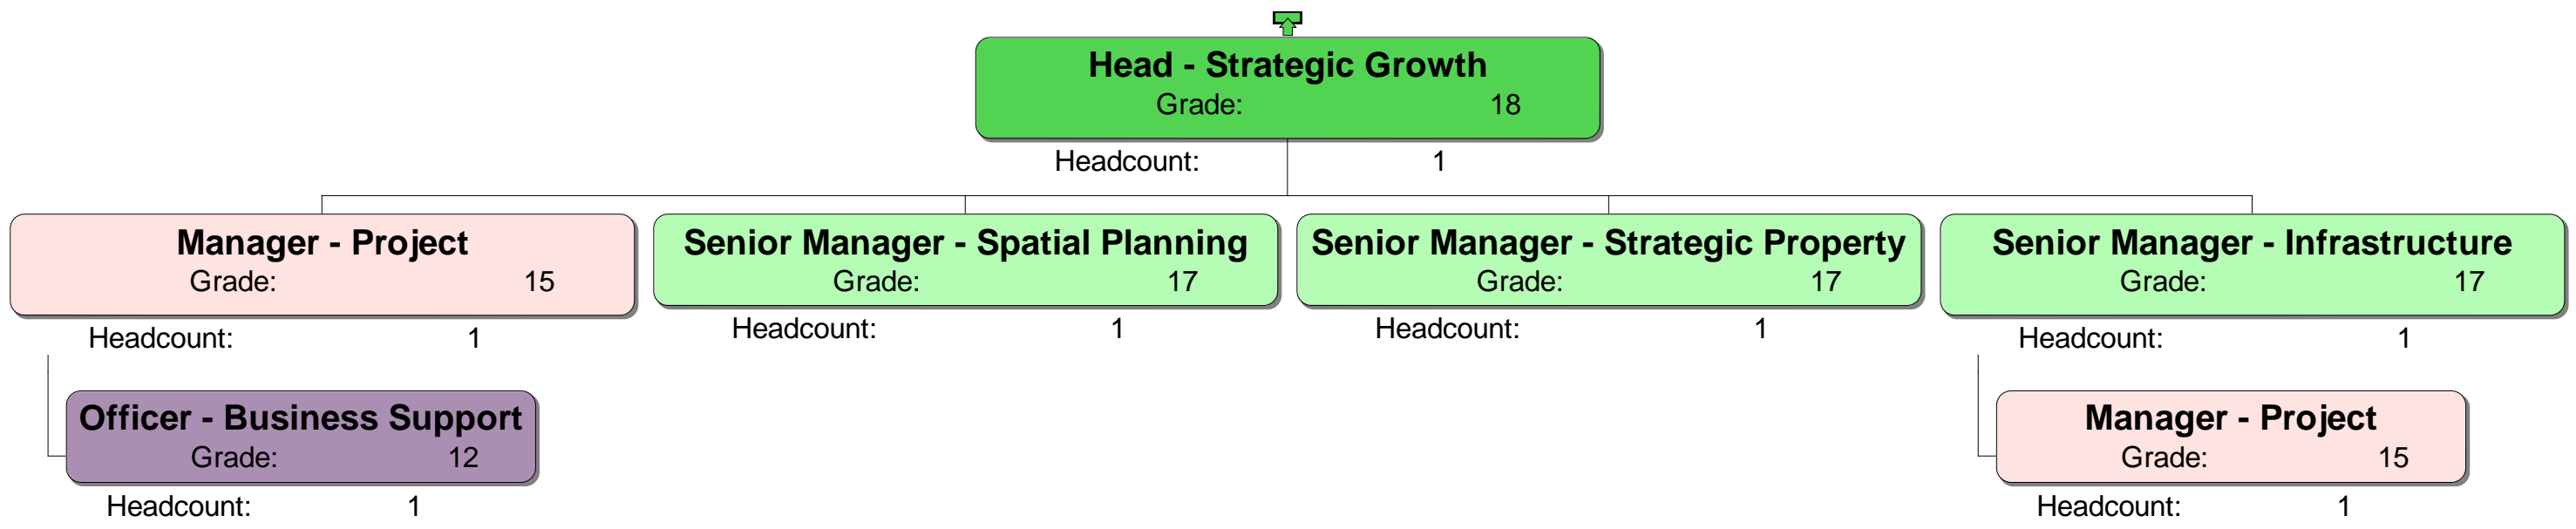 Head - Strategic Growth
Grade: 18
Headcount: 1
Manager - Project
Grade: 15
Headcount: 1
Senior Manager - Spatial Planning
Grade: 17
Headcount: 1
Senior Manager - Strategic Property
Grade: 17
Headcount: 1
Senior Manager - Infrastructure
Grade: 17
Headcount: 1
Officer - Business Support
Grade: 12
Headcount: 1
Manager - Project
Grade: 15
Headcount: 1